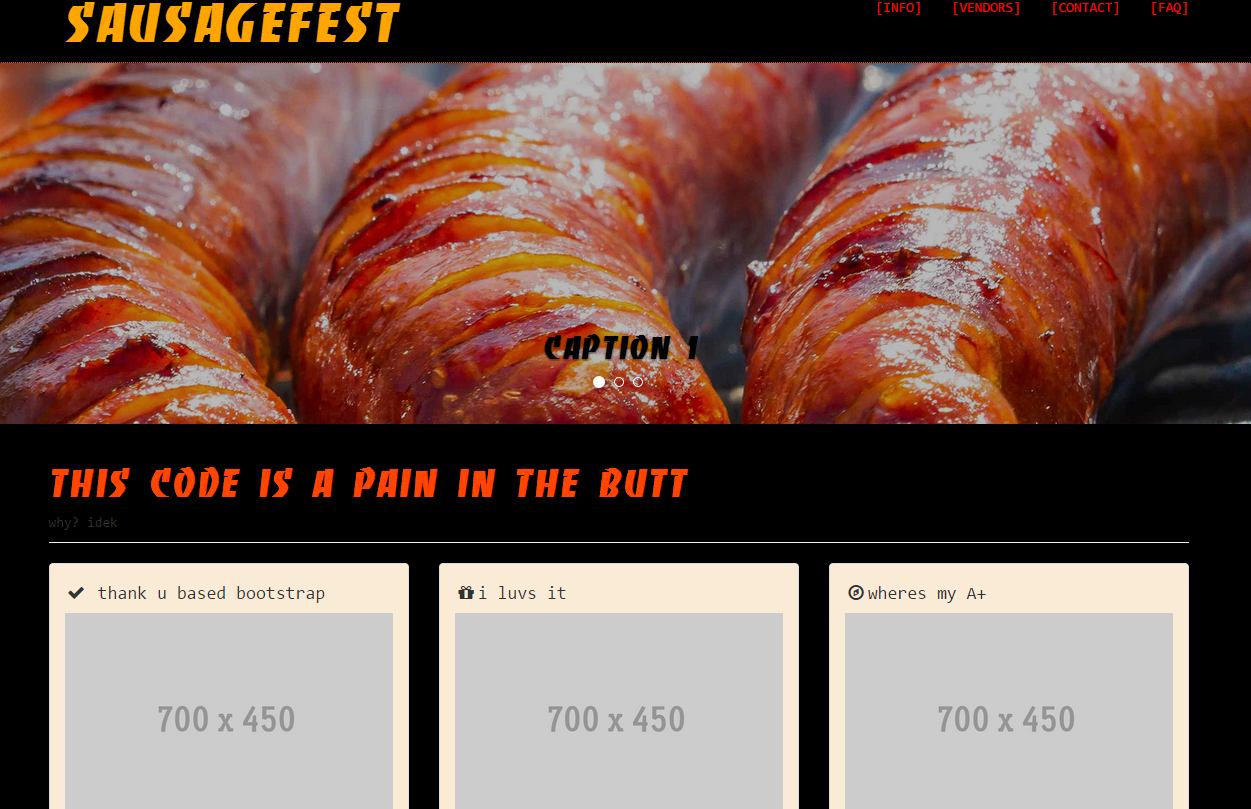 SAUSAGEFEST
[INFO] [VENDORS] [CONTACT] [FAQ]
CAPTION 1
THIS CODE IS A PAIN IN THE BUTT
why? idek
thank u based bootstrap
i luvs it
wheres my A+
700 x 450
700 x 450
700 x 450